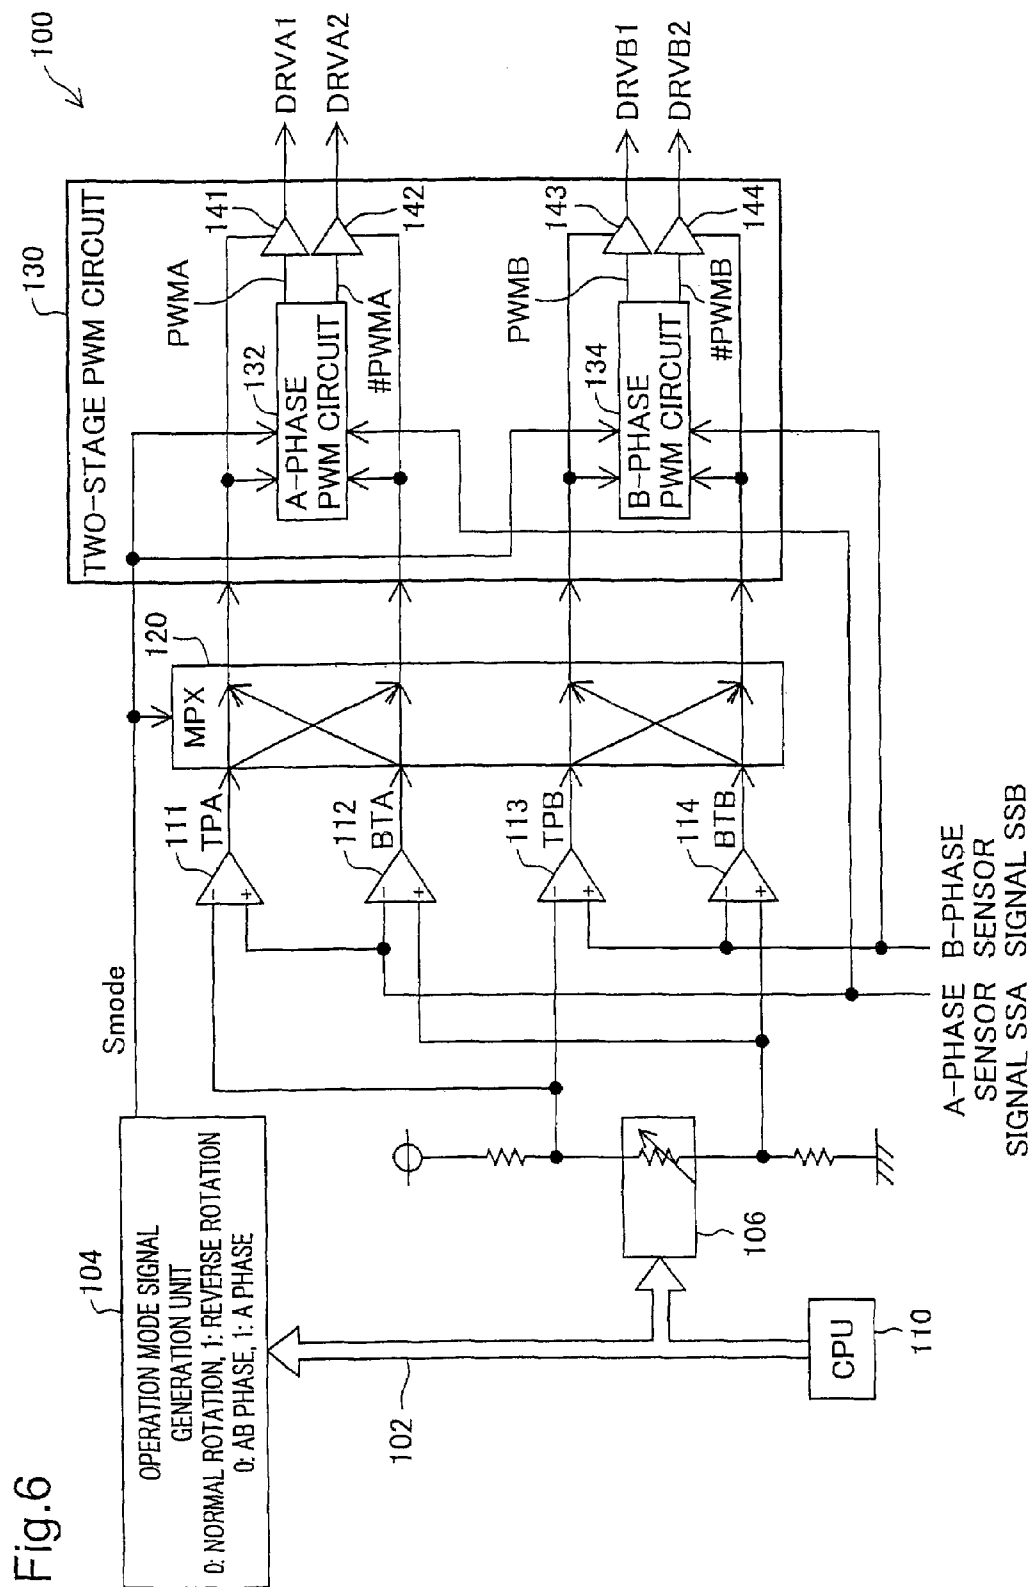 Fig.6
100
104
OPERATION MODE SIGNAL
GENERATION UNIT
0: NORMAL ROTATION, 1: REVERSE ROTATION
0: AB PHASE, 1: A PHASE
Smode
102
CPU
110
106
111
TPA
112
BTA
113
TPB
114
BTB
-
+
-
+
-
+
-
+
120
MPX
130
TWO-STAGE PWM CIRCUIT
132
A-PHASE
PWM CIRCUIT
PWMA
#PWMA
141
142
DRVA1
DRVA2
134
B-PHASE
PWM CIRCUIT
PWMB
#PWMB
143
144
DRVB1
DRVB2
A-PHASE
SENSOR
SIGNAL SSA
B-PHASE
SENSOR
SIGNAL SSB